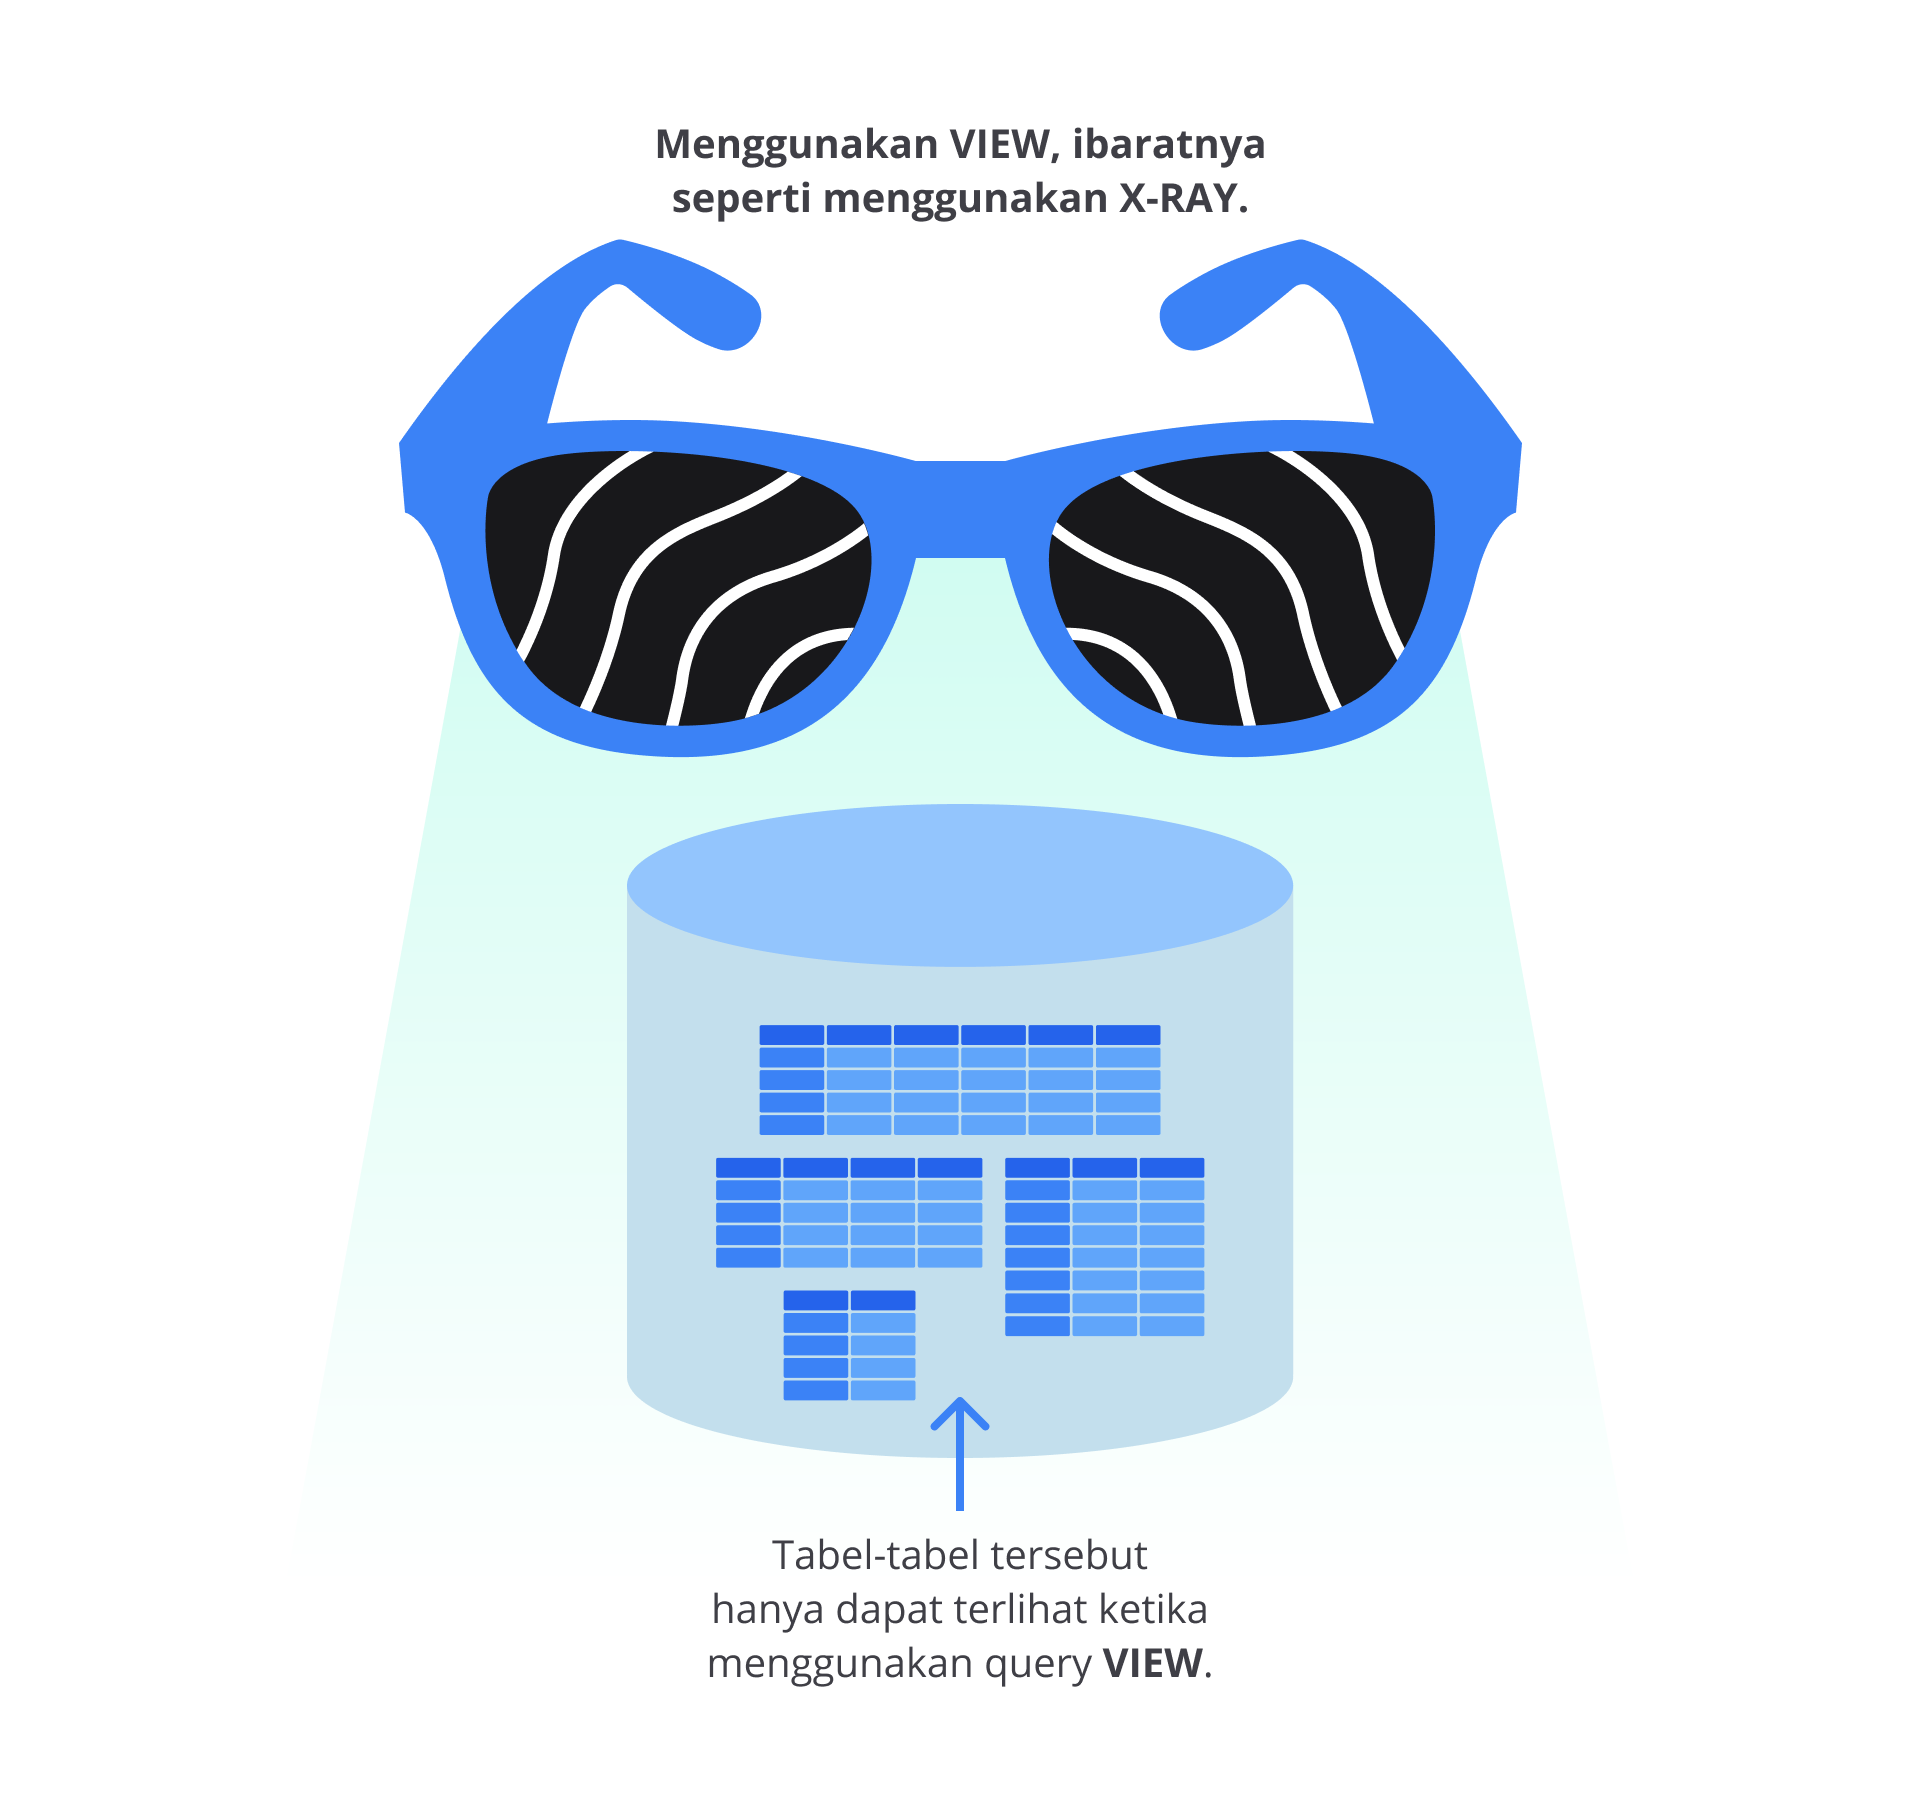 Menggunakan VIEW, ibaratnya
seperti menggunakan X-RAY.
Tabel-tabel tersebut
hanya dapat terlihat ketika
menggunakan query VIEW.